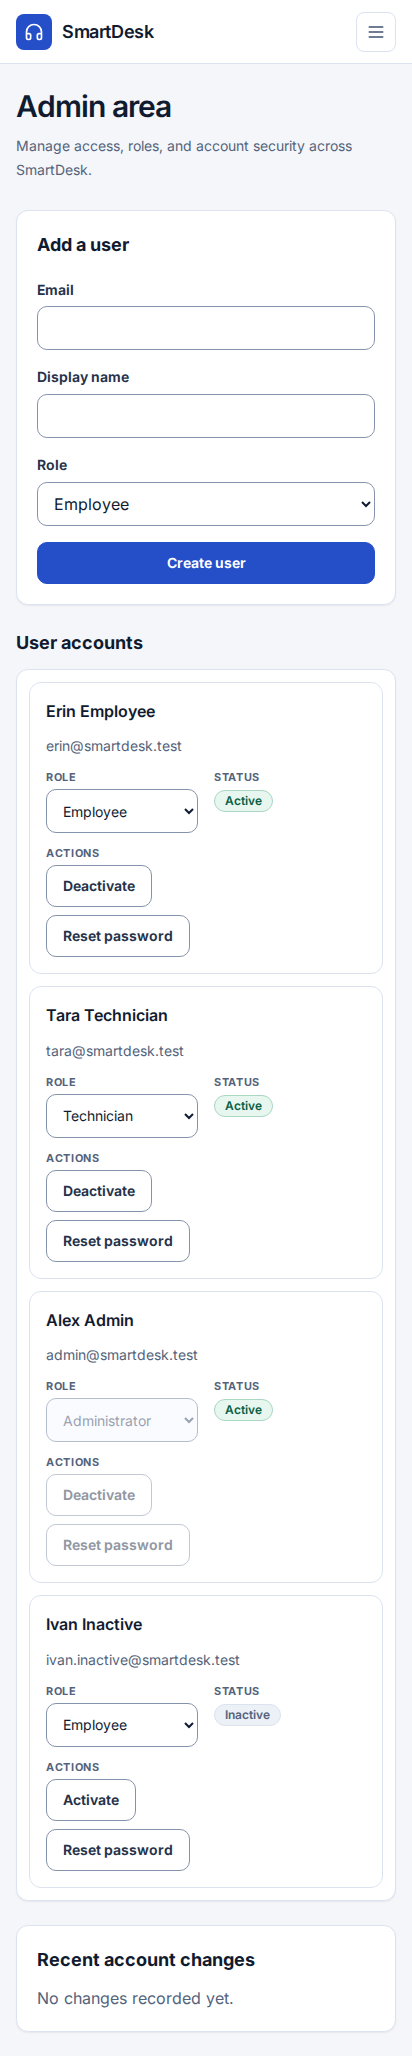 SmartDesk
Admin area
Manage access, roles, and account security across
SmartDesk.
Add a user
Email
Display name
Role
Employee
Create user
User accounts
Erin Employee
erin@smartdesk.test
ROLE STATUS
Employee Active
ACTIONS
Deactivate
Reset password
Tara Technician
tara@smartdesk.test
ROLE STATUS
Technician Active
ACTIONS
Deactivate
Reset password
Alex Admin
admin@smartdesk.test
ROLE STATUS
Administrator Active
ACTIONS
Deactivate
Reset password
Ivan Inactive
ivan.inactive@smartdesk.test
ROLE STATUS
Employee Inactive
ACTIONS
Activate
Reset password
Recent account changes
No changes recorded yet.